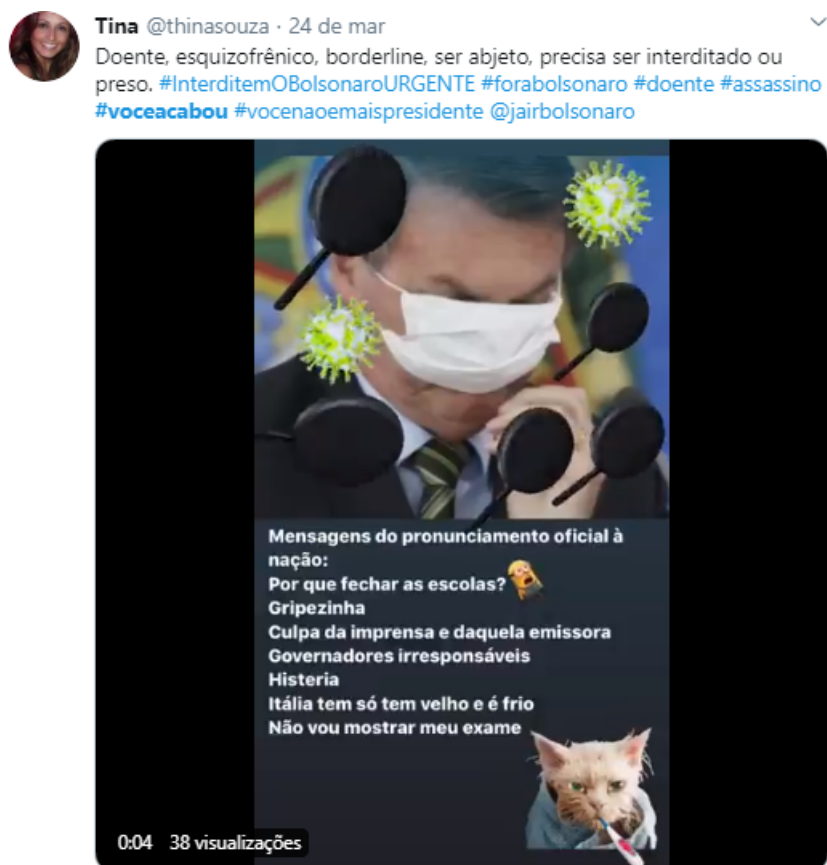 Tina @thinasouza · 24 de mar
Doente, esquizofrênico, borderline, ser abjeto, precisa ser interditado ou
preso. #InterditemOBolsonaroURGENTE #forabolsonaro #doente #assassino
#voceacabou #vocenaoemaispresidente @jairbolsonaro
Mensagens do pronunciamento oficial à
nação:
Por que fechar as escolas?
Gripezinha
Culpa da imprensa e daquela emissora
Governadores irresponsáveis
Histeria
Itália tem só tem velho e é frio
Não vou mostrar meu exame
0:04 38 visualizações